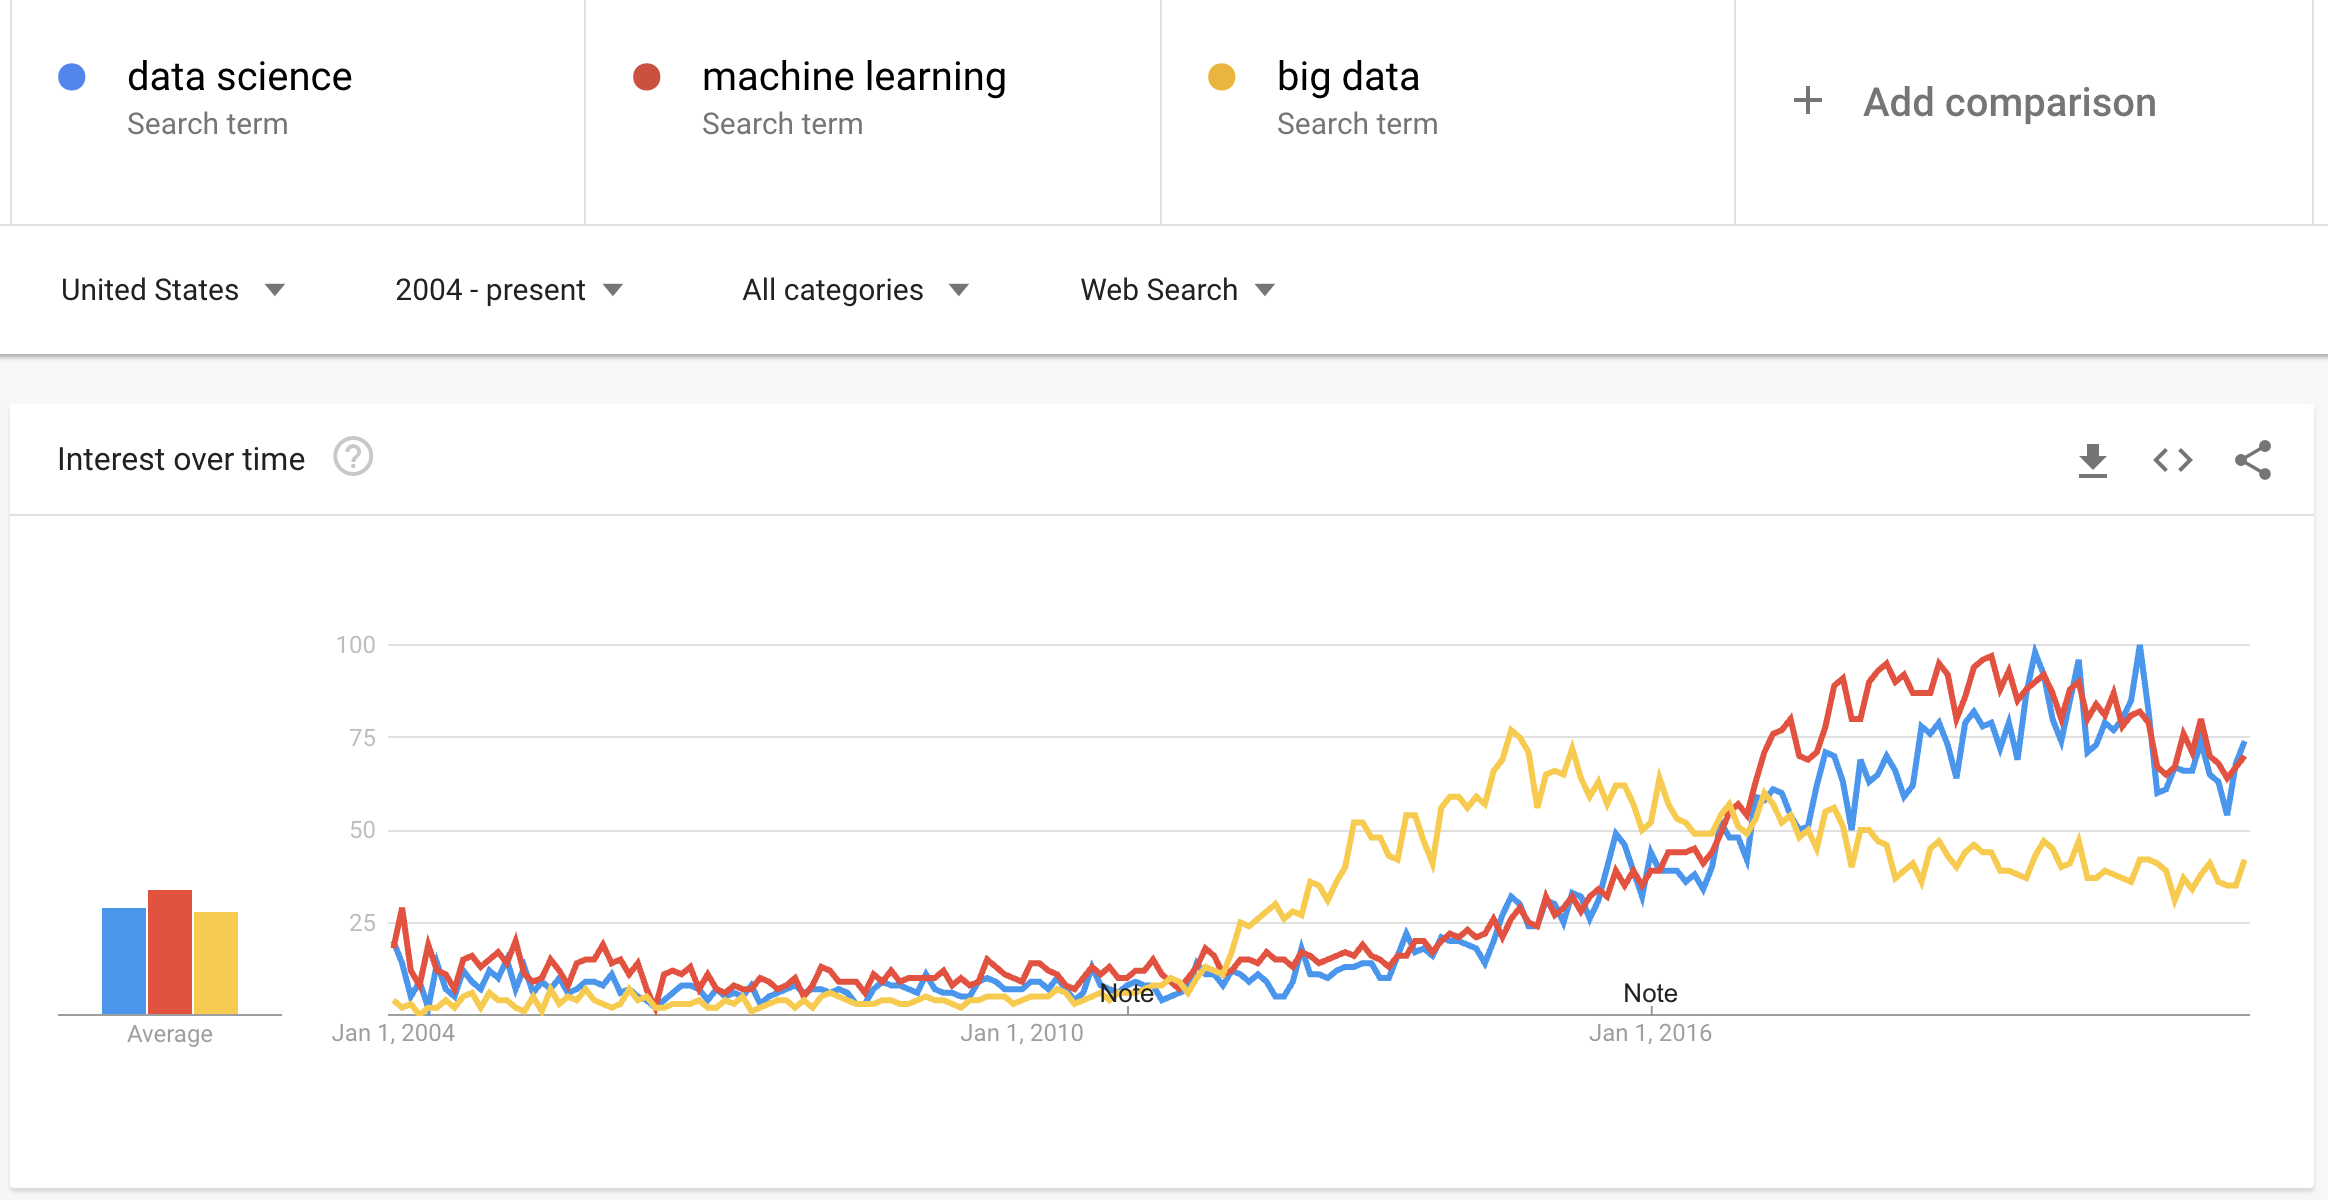 data science
Search term
machine learning
Search term
big data
Search term
+ Add comparison
United States
2004 - present
All categories
Web Search
Interest over time
?
100
75
50
25
Note
Note
Average
Jan 1, 2004
Jan 1, 2010
Jan 1, 2016